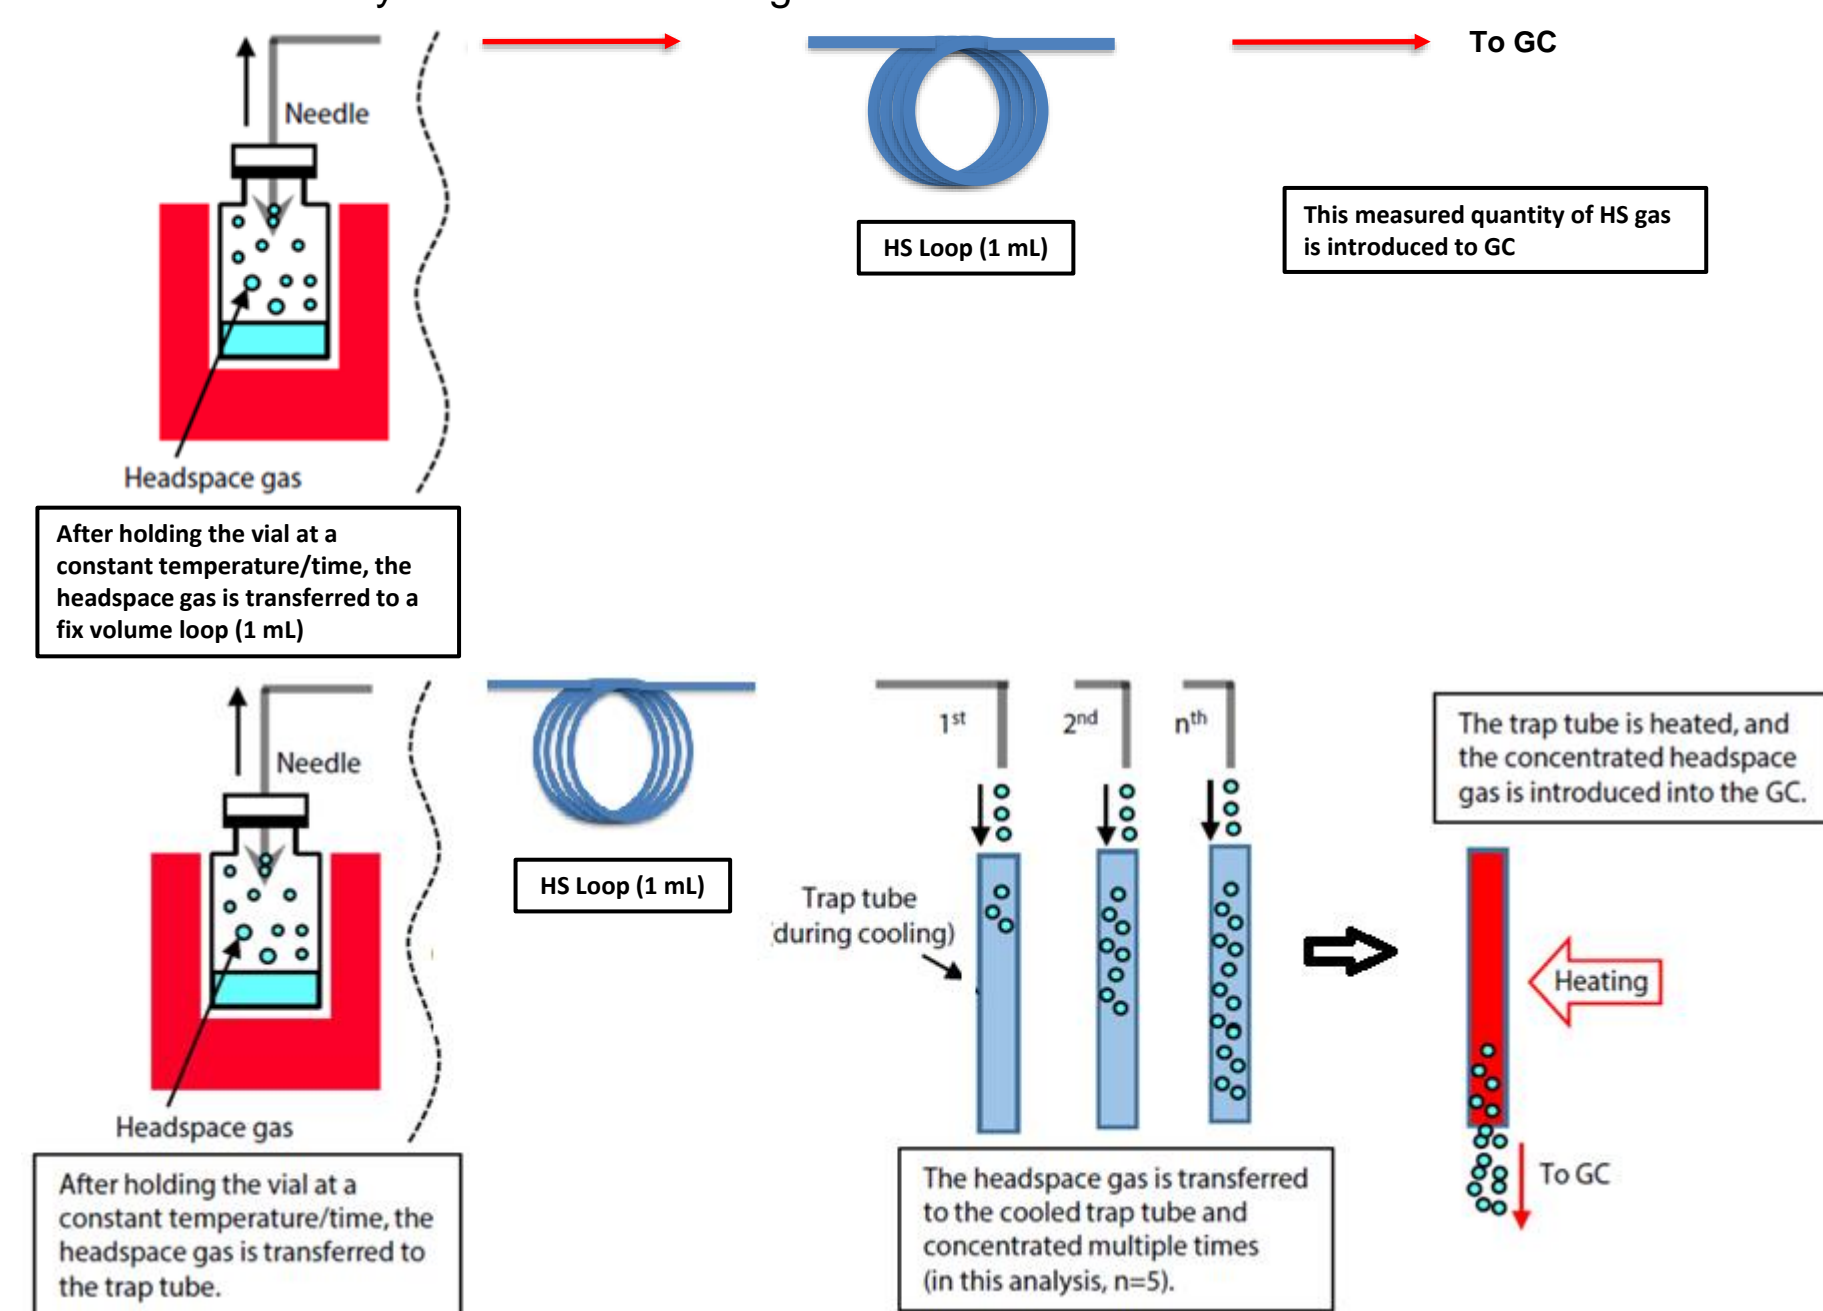 To GC
Needle
HS Loop (1 mL)
This measured quantity of HS gas
is introduced to GC
Headspace gas
After holding the vial at a
constant temperature/time, the
headspace gas is transferred to a
fix volume loop (1 mL)
Needle
HS Loop (1 mL)
1st
2nd
nth
The trap tube is heated, and
the concentrated headspace
gas is introduced into the GC.
Trap tube
(during cooling)
Heating
Headspace gas
To GC
After holding the vial at a
constant temperature/time, the
headspace gas is transferred to
the trap tube.
The headspace gas is transferred
to the cooled trap tube and
concentrated multiple times
(in this analysis, n=5).